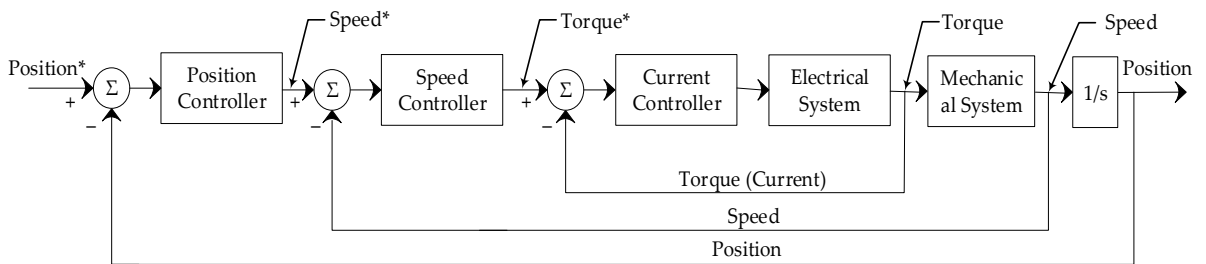 Speed*
Torque*
Torque
Speed
Position*
+
−
Σ
Position
Controller
+
−
Σ
Speed
Controller
+
−
Σ
Current
Controller
Electrical
System
Mechanic
al System
1/s
Position
Torque (Current)
Speed
Position